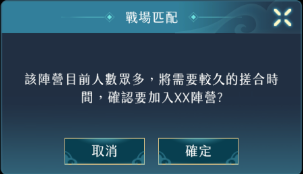 戰場匹配
該陣營目前人數眾多，將需要較久的搓合時
間，確認要加入XX陣營?
取消
確定